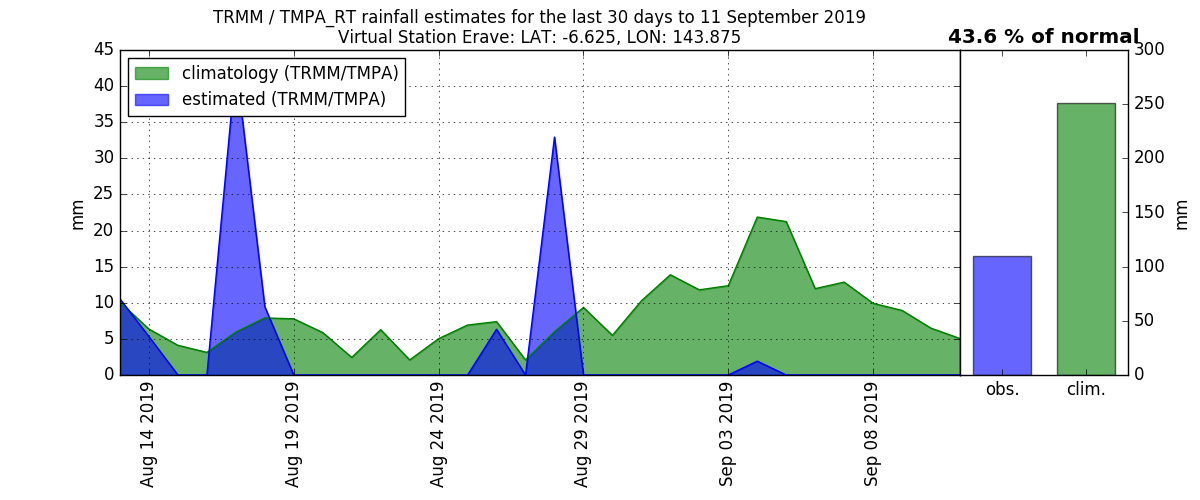 TRMM / TMPA_RT rainfall estimates for the last 30 days to 11 September 2019
Virtual Station Erave: LAT: -6.625, LON: 143.875
43.6 % of normal
climatology (TRMM/TMPA)
estimated (TRMM/TMPA)
45
40
35
30
25
20
15
10
5
0
mm
Aug 14 2019
Aug 19 2019
Aug 24 2019
Aug 29 2019
Sep 03 2019
Sep 08 2019
obs.
clim.
300
250
200
150
100
50
0
mm